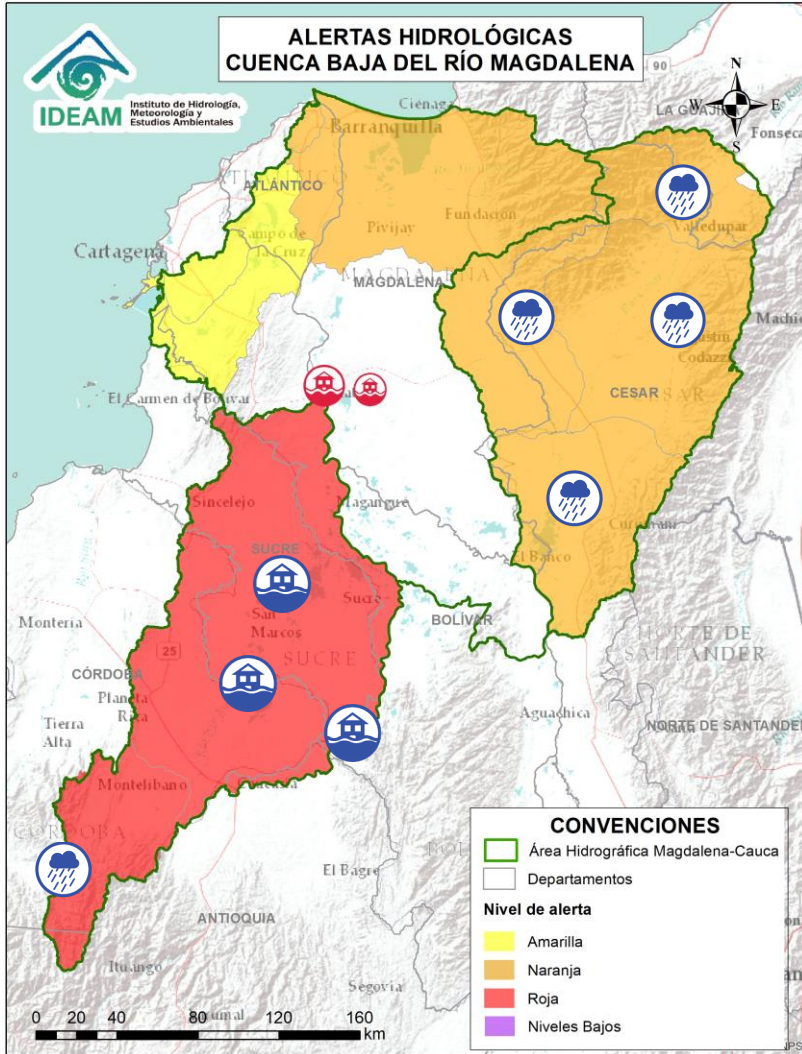 ALERTAS HIDROLÓGICAS
CUENCA BAJA DEL RÍO MAGDALENA
IDEAM
Instituto de Hidrología,
Meteorología y
Estudios Ambientales
N
W
E
S
90
Ciénaga
LA GUAJIRA
Fonseca
Barranquilla
ATLÁNTICO
Fundación
Pivijay
Valledupar
Campo de
la Cruz
Cartagena
MAGDALENA
MAGDALENA
Codazzi
CESAR
El Carmen de Bolívar
Sincelejo
Magangué
SUCRE
El Banco
Sucre
San
Marcos
BOLÍVAR
Montería
SUCRE
NORTE DE
SANTANDER
25
CÓRDOBA
Planeta
Rica
Tierra
Alta
Aguachica
NORTE DE SANTANDER
Montelíbano
CÓRDOBA
El Bagre
ANTIOQUIA
Ituango
Segovia
CONVENCIONES
Área Hidrográfica Magdalena-Cauca
Departamentos
Nivel de alerta
Amarilla
Naranja
Roja
Niveles Bajos
0 20 40 80 120 160
km